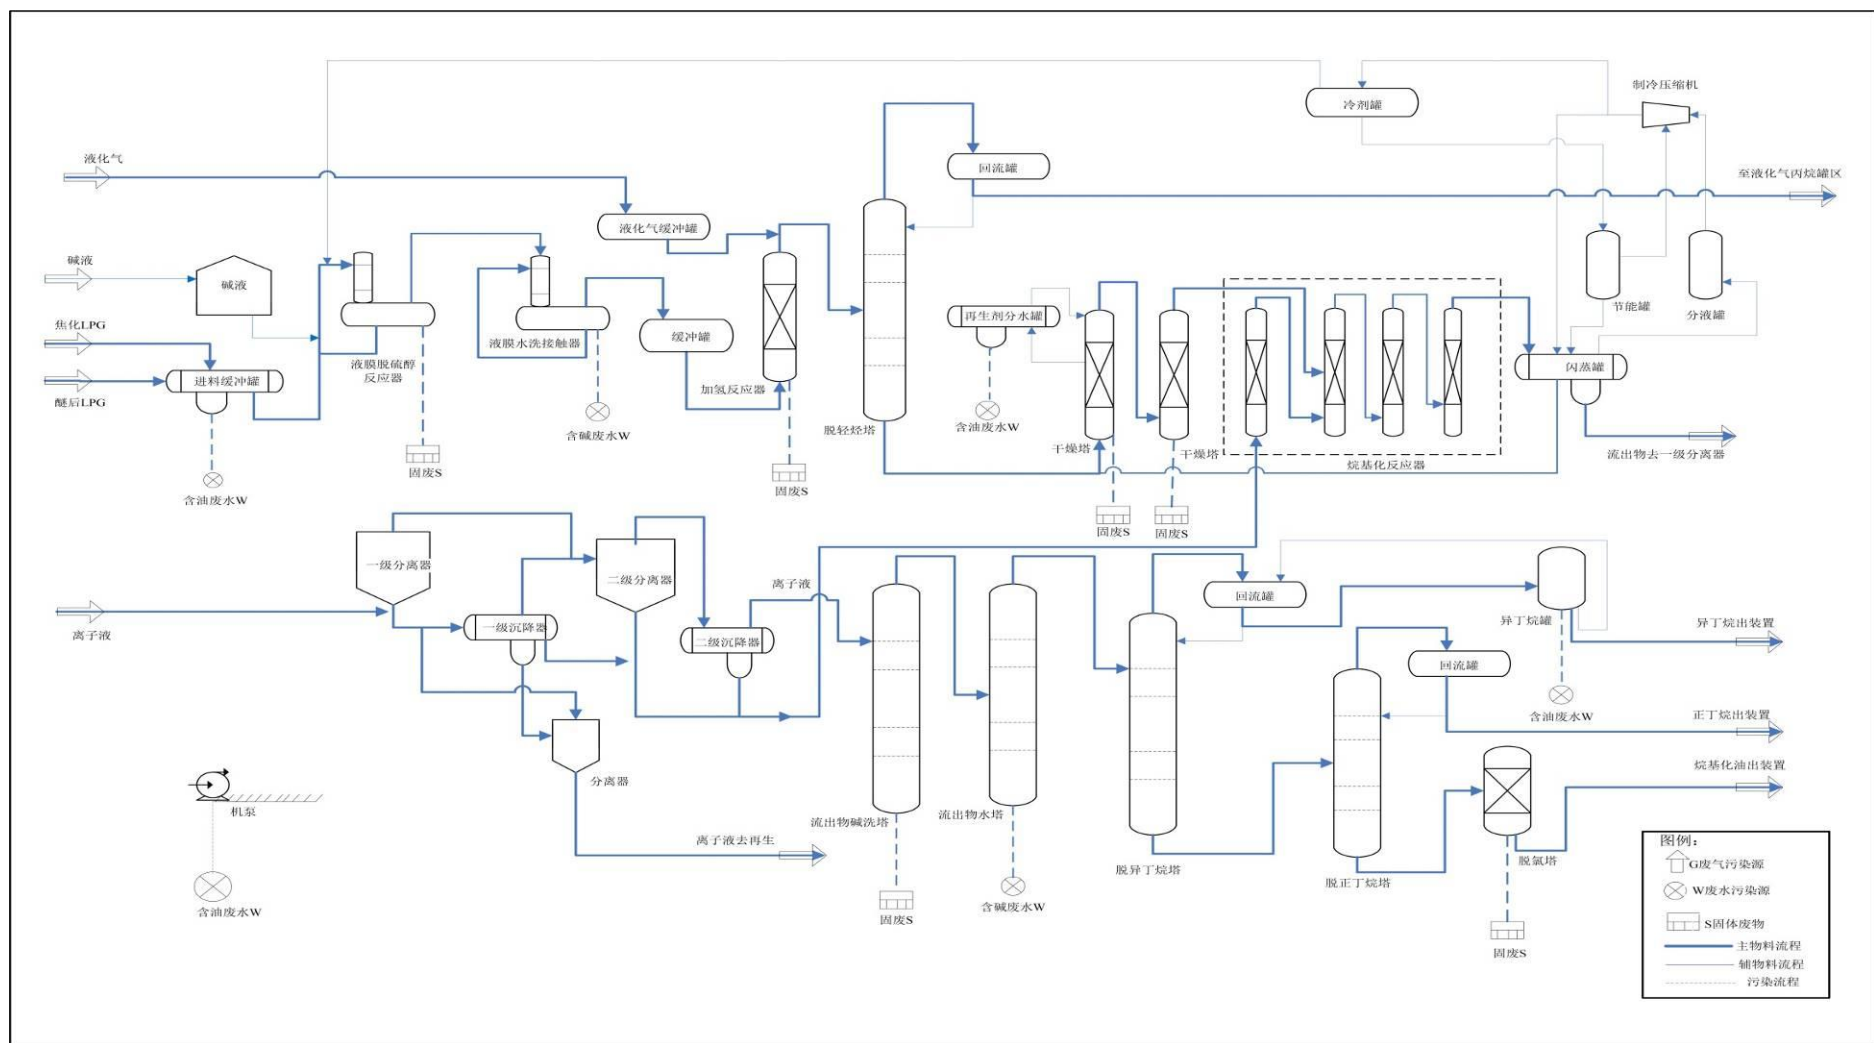 制冷压缩机
冷剂罐
液化气
回流罐
至液化气丙烷罐区
液化气缓冲罐
碱液
碱液
节能罐
分液罐
再生剂分水罐
焦化LPG
缓冲罐
液膜水洗接触器
液膜脱硫醇
反应器
进料缓冲罐
闪蒸罐
加氢反应器
醚后LPG
脱轻烃塔
含油废水W
含碱废水W
干燥塔
干燥塔
烷基化反应器
流出物去一级分离器
固废S
固废S
含油废水W
固废S
固废S
一级分离器
二级分离器
离子液
回流罐
离子液
一级沉降器
二级沉降器
异丁烷罐
异丁烷出装置
回流罐
含油废水W
正丁烷出装置
分离器
烷基化油出装置
机泵
流出物碱洗塔
流出物水塔
离子液去再生
脱异丁烷塔
脱正丁烷塔
脱氯塔
含油废水W
固废S
含碱废水W
固废S
图例：
G废气污染源
W废水污染源
S固体废物
主物料流程
辅物料流程
污染流程